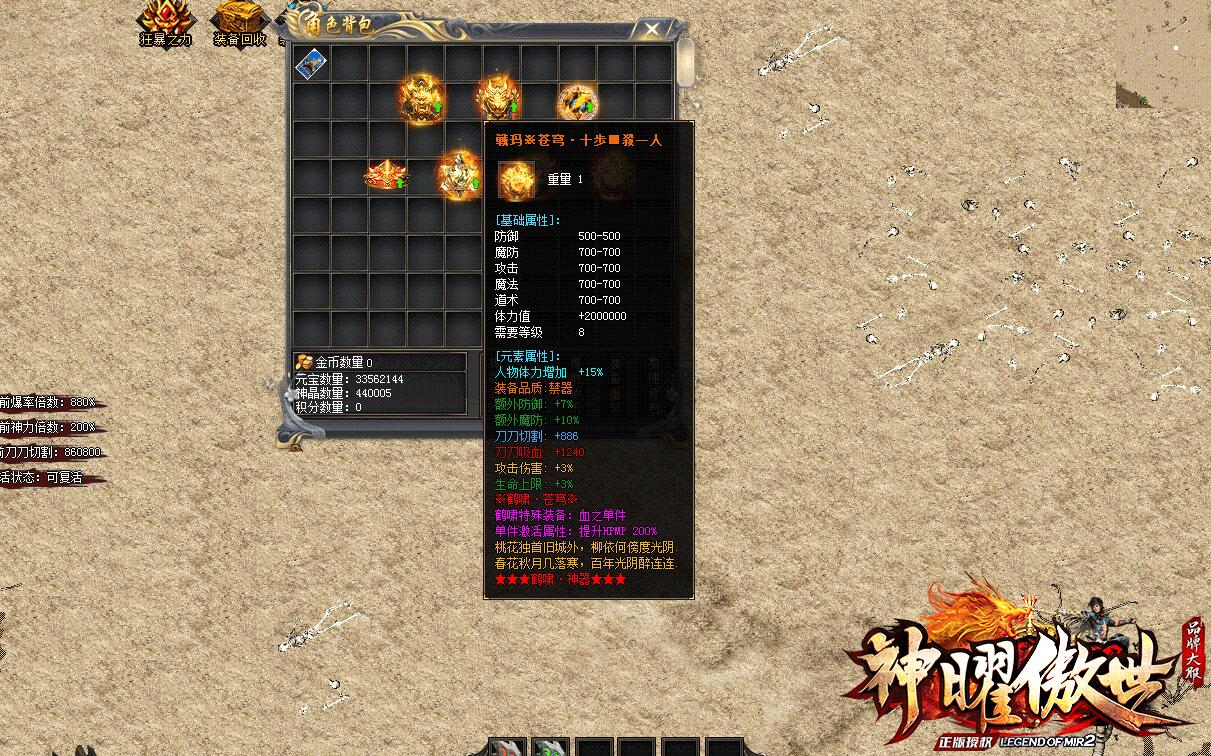 狂暴之力
装备回收
角色背包
戰玛※苍穹·十步■殺一人
重量 1
[基础属性]:
防御 500-500
魔防 700-700
攻击 700-700
魔法 700-700
道术 700-700
体力值 +2000000
需要等级 8
[元素属性]:
人物体力增加 +15%
装备品质·禁器
额外防御: +7%
额外魔防: +10%
刀刀切割: +886
刀刀吸血: +1240
攻击伤害: +3%
生命上限: +3%
※鹤啸·苍穹※
鹤啸特殊装备: 血之单件
单件激活属性: 提升HPMP 200%
桃花独首旧城外，柳依何傍度光阴
春花秋月几落寒，百年光阴醉连连.
★★★鹤啸·神器★★★
金币数量 0
元宝数量: 33562144
神晶数量: 440005
积分数量: 0
前爆率倍数: 880%
前神力倍数: 200%
前刀刀切割: 860800
活状态: 可复活
神曜傲世
品牌大服
正版授权 LEGEND OF MIR2